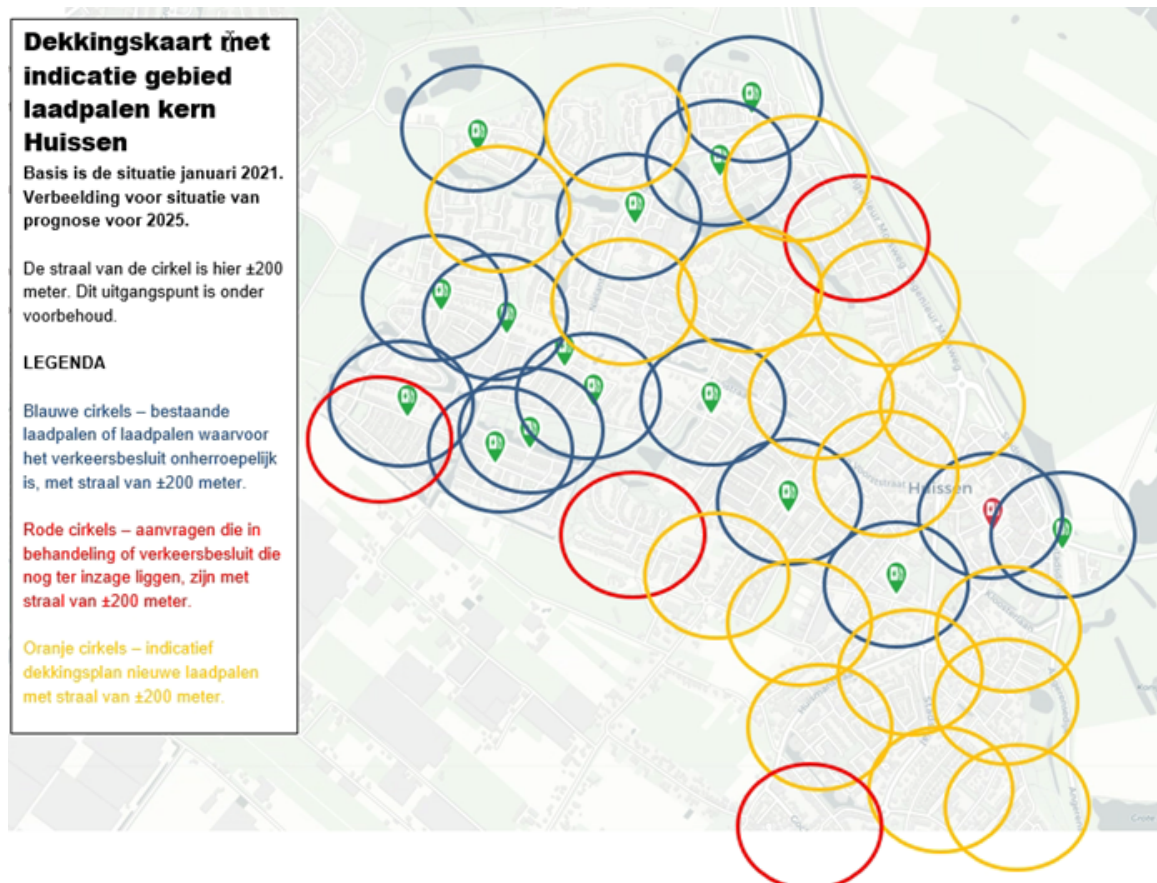 Dekkingskaart met
indicatie gebied
laadpalen kern
Huissen
Basis is de situatie januari 2021.
Verbeelding voor situatie van
prognose voor 2025.
De straal van de cirkel is hier ±200
meter. Dit uitgangspunt is onder
voorbehoud.
LEGENDA
Blauwe cirkels – bestaande
laadpalen of laadpalen waarvoor
het verkeersbesluit onherroepelijk
is, met straal van ±200 meter.
Rode cirkels – aanvragen die in
behandeling of verkeersbesluit die
nog ter inzage liggen, zijn met
straal van ±200 meter.
Oranje cirkels – indicatief
dekkingsplan nieuwe laadpalen
met straal van ±200 meter.
Huissen